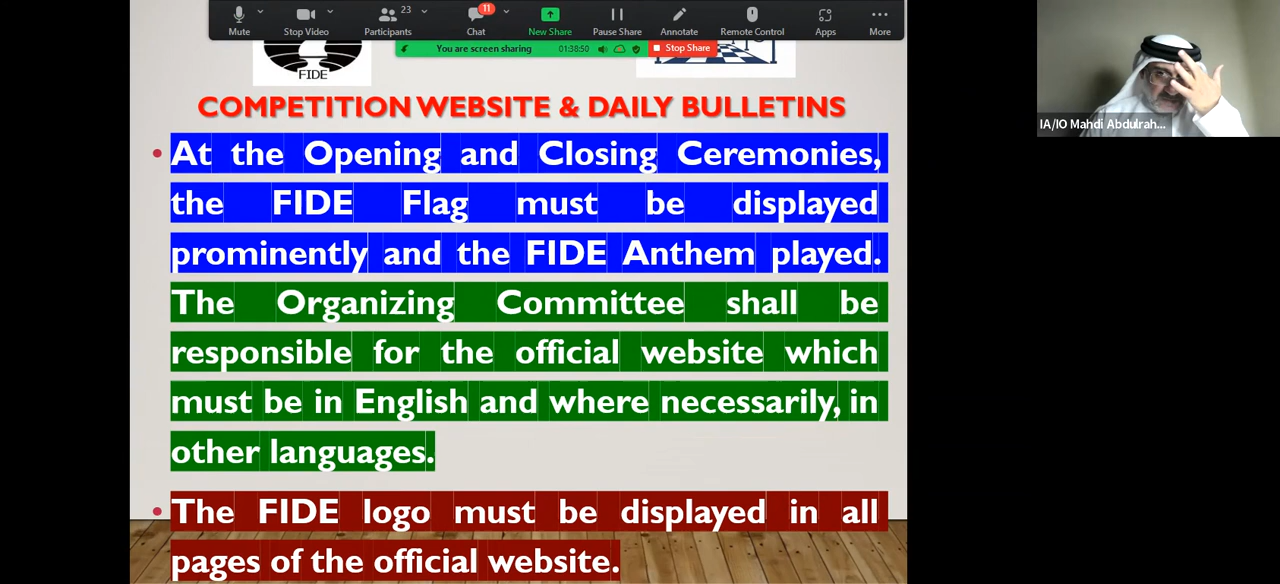 23
11
Mute
Stop Video
Participants
Chat
New Share
Pause Share
Annotate
Remote Control
Apps
More
You are screen sharing
01:38:50
Stop Share
FIDE
IA/IO Mahdi Abdulrah...
COMPETITION WEBSITE & DAILY BULLETINS
• At the Opening and Closing Ceremonies,
the FIDE Flag must be displayed
prominently and the FIDE Anthem played.
The Organizing Committee shall be
responsible for the official website which
must be in English and where necessarily, in
other languages.
• The FIDE logo must be displayed in all
pages of the official website.